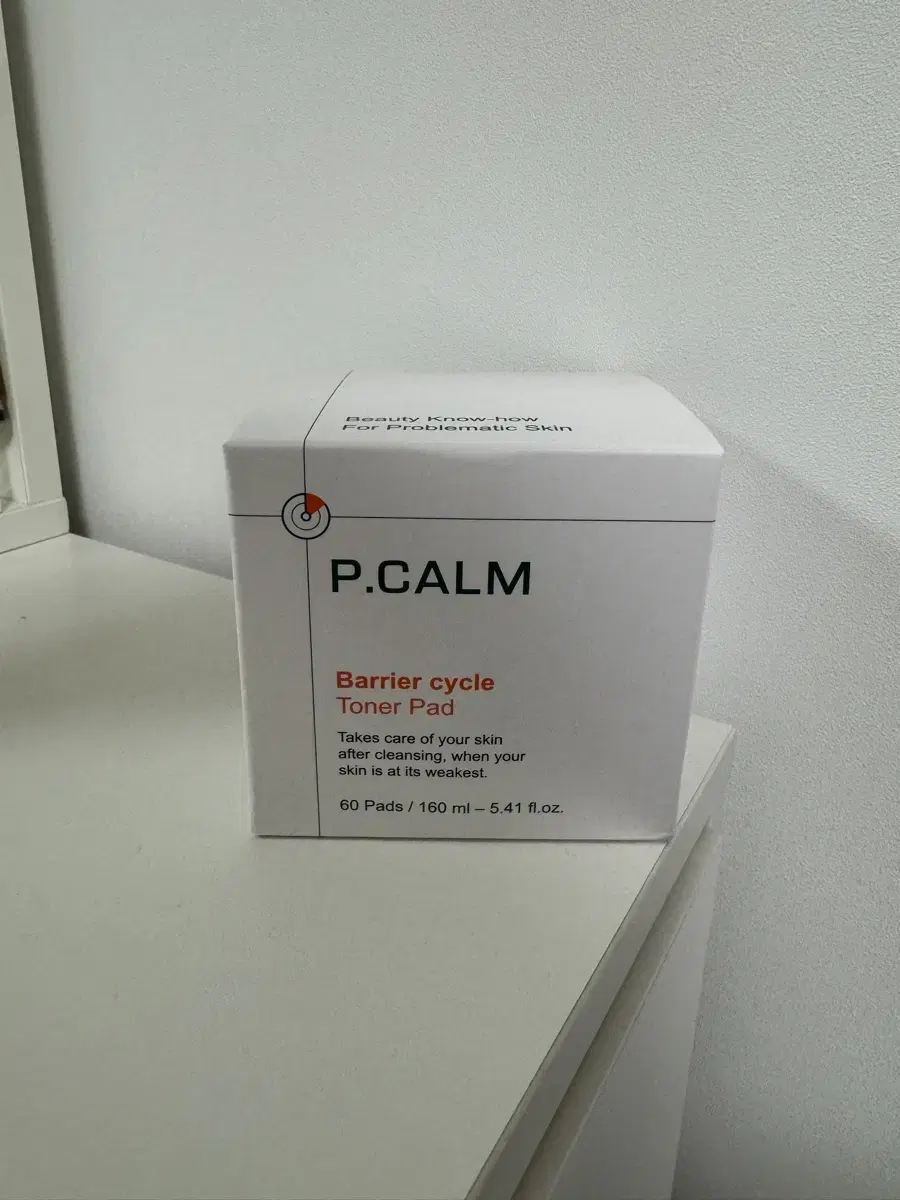 Beauty Know-how
For Problematic Skin
P.CALM
Barrier cycle
Toner Pad
Takes care of your skin
after cleansing, when your
skin is at its weakest.
60 Pads / 160 ml – 5.41 fl.oz.